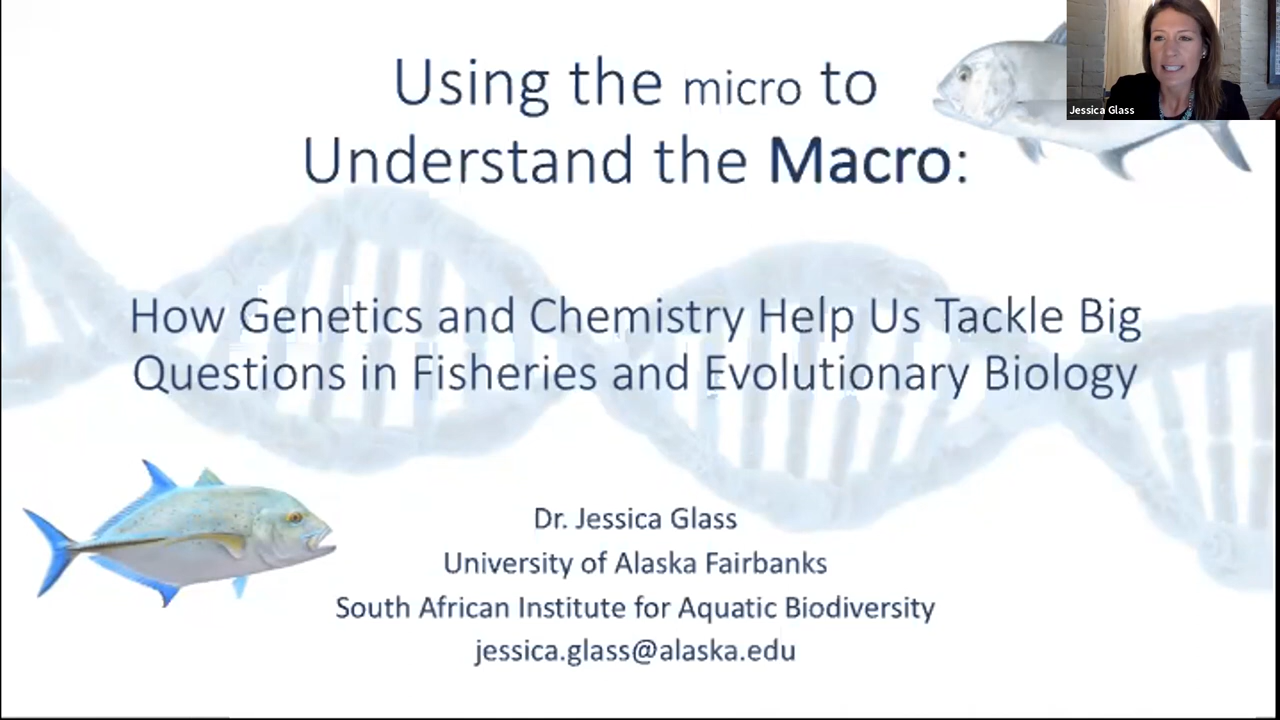 Using the micro to
Understand the Macro:
Jessica Glass
How Genetics and Chemistry Help Us Tackle Big
Questions in Fisheries and Evolutionary Biology
Dr. Jessica Glass
University of Alaska Fairbanks
South African Institute for Aquatic Biodiversity
jessica.glass@alaska.edu